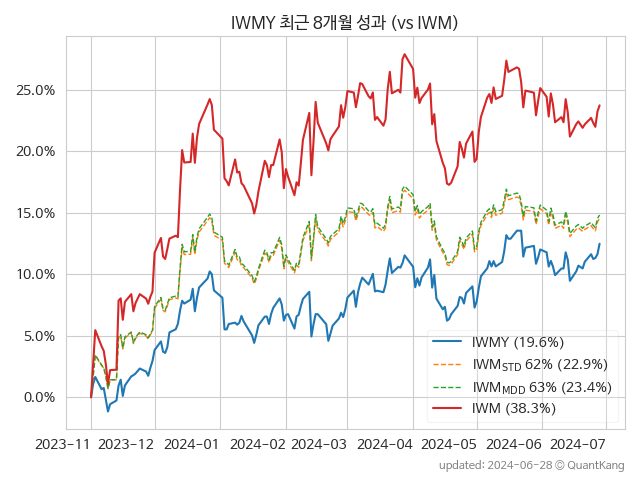 IWMY 최근 8개월 성과 (vs IWM)
25.0%
20.0%
15.0%
10.0%
5.0%
0.0%
IWMY (19.6%)
IWM_STD 62% (22.9%)
IWM_MDD 63% (23.4%)
IWM (38.3%)
2023-11 2023-12 2024-01 2024-02 2024-03 2024-04 2024-05 2024-06 2024-07
updated: 2024-06-28 © QuantKang